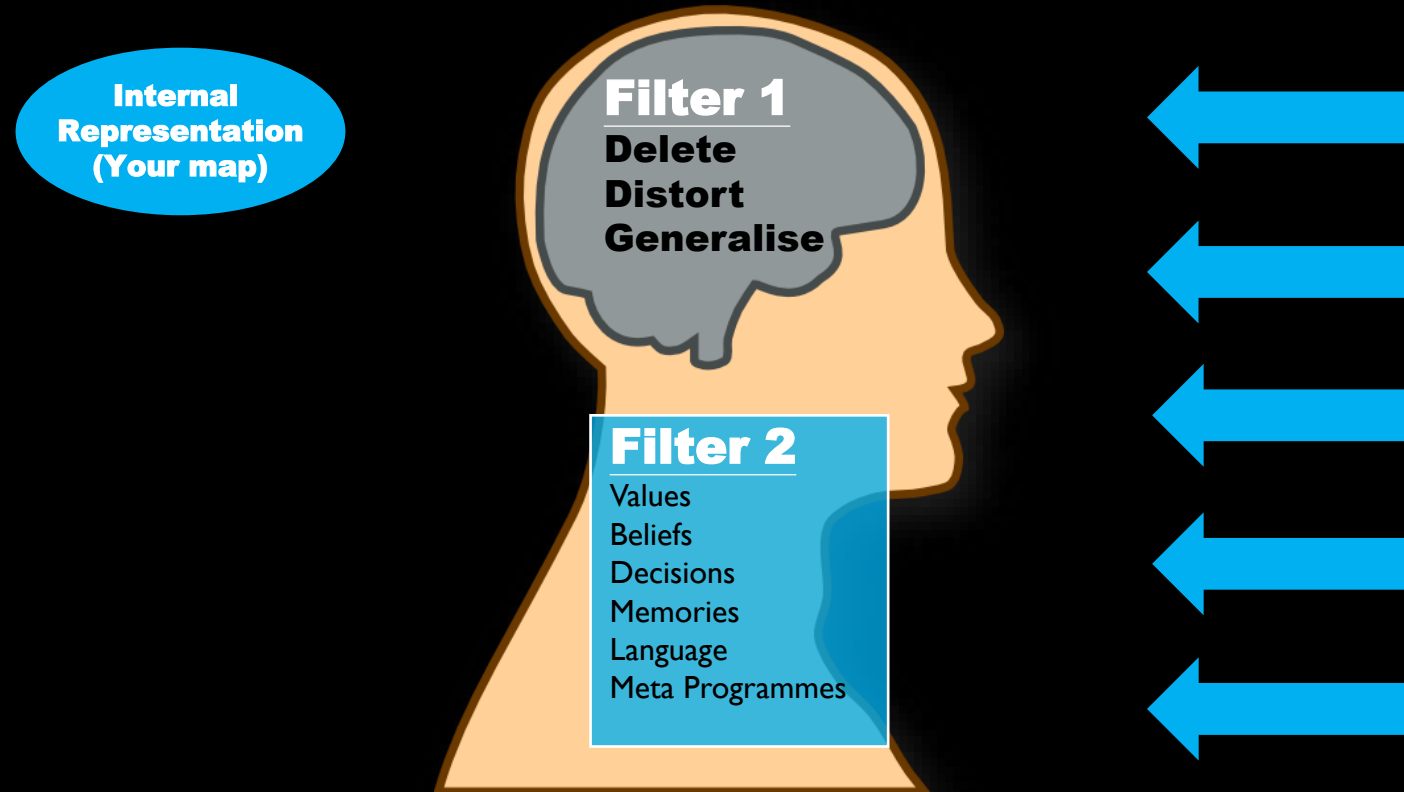 Internal
Representation
(Your map)
Filter 1
Delete
Distort
Generalise
Filter 2
Values
Beliefs
Decisions
Memories
Language
Meta Programmes